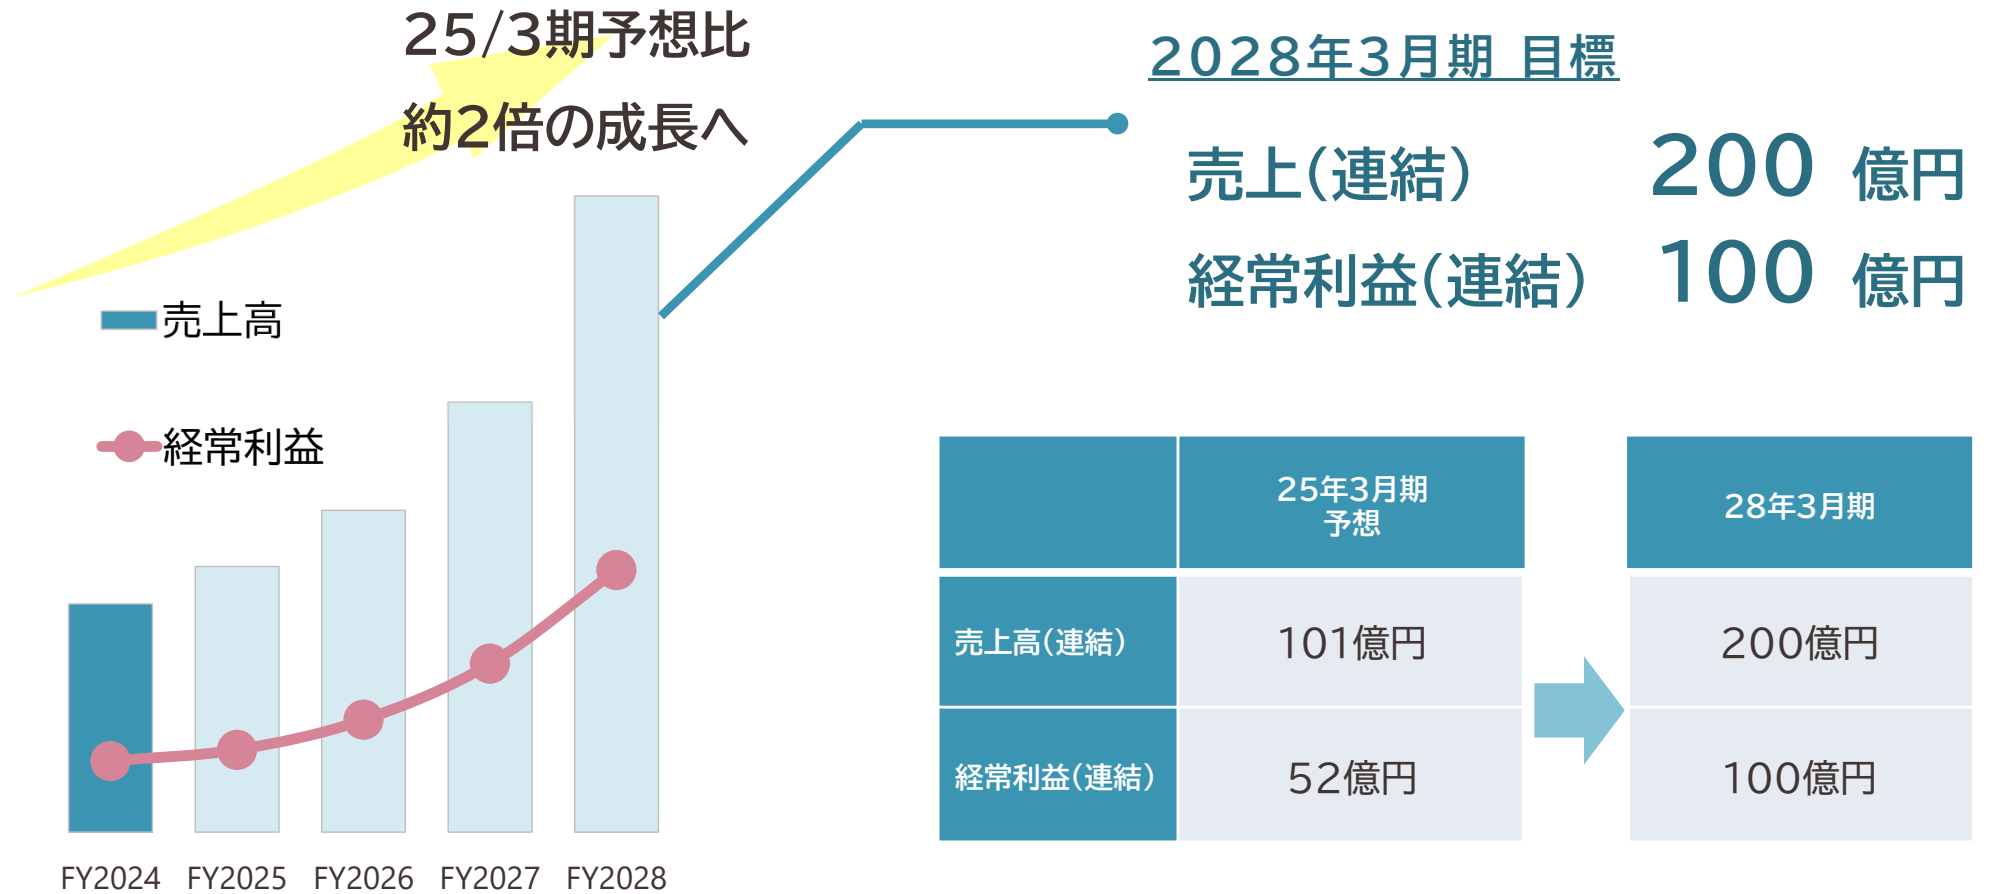 25/3期予想比
約2倍の成長へ
売上高
経常利益
FY2024 FY2025 FY2026 FY2027 FY2028
2028年3月期 目標
売上(連結) 200 億円
経常利益(連結) 100 億円
25年3月期
予想
28年3月期
売上高(連結) 101億円 200億円
経常利益(連結) 52億円 100億円